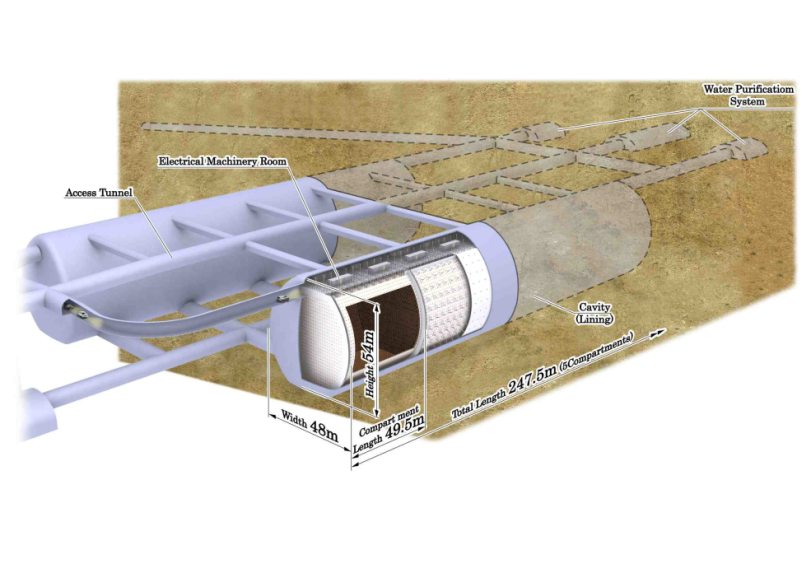 Water Purificatiom
System
Electrical Machinery Room
Access Tunnel
Cavity
(Lining)
Height 54m
Total Length 247.5m (5Compartments)
Width 48m
Compart ment
Length 49.5m